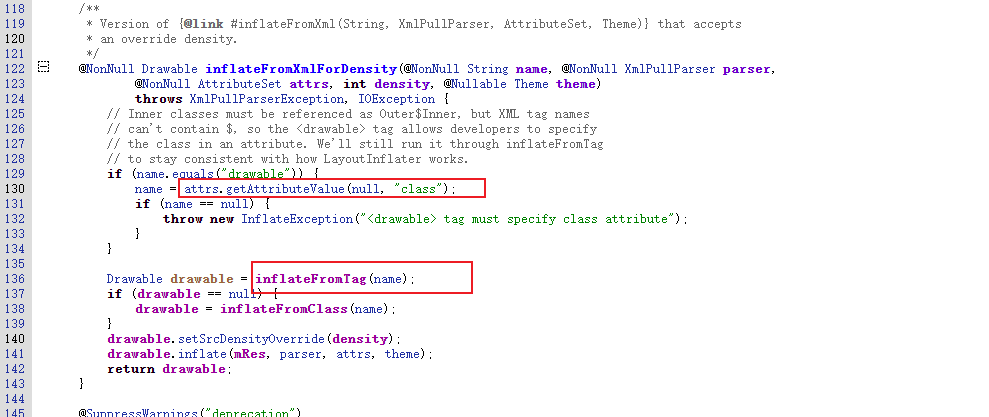 118 /**
119 * Version of {@link #inflateFromXml(String, XmlPullParser, AttributeSet, Theme)} that accepts
120 * an override density.
121 */
122 @NonNull Drawable inflateFromXmlForDensity(@NonNull String name, @NonNull XmlPullParser parser,
123 @NonNull AttributeSet attrs, int density, @Nullable Theme theme)
124 throws XmlPullParserException, IOException {
125 // Inner classes must be referenced as Outer$Inner, but XML tag names
126 // can't contain $, so the <drawable> tag allows developers to specify
127 // the class in an attribute. We'll still run it through inflateFromTag
128 // to stay consistent with how LayoutInflater works.
129 if (name.equals("drawable")) {
130 name = attrs.getAttributeValue(null, "class");
131 if (name == null) {
132 throw new InflateException("<drawable> tag must specify class attribute");
133 }
134 }
135
136 Drawable drawable = inflateFromTag(name);
137 if (drawable == null) {
138 drawable = inflateFromClass(name);
139 }
140 drawable.setSrcDensityOverride(density);
141 drawable.inflate(mRes, parser, attrs, theme);
142 return drawable;
143 }
144
145 @SuppressWarnings("deprecation")